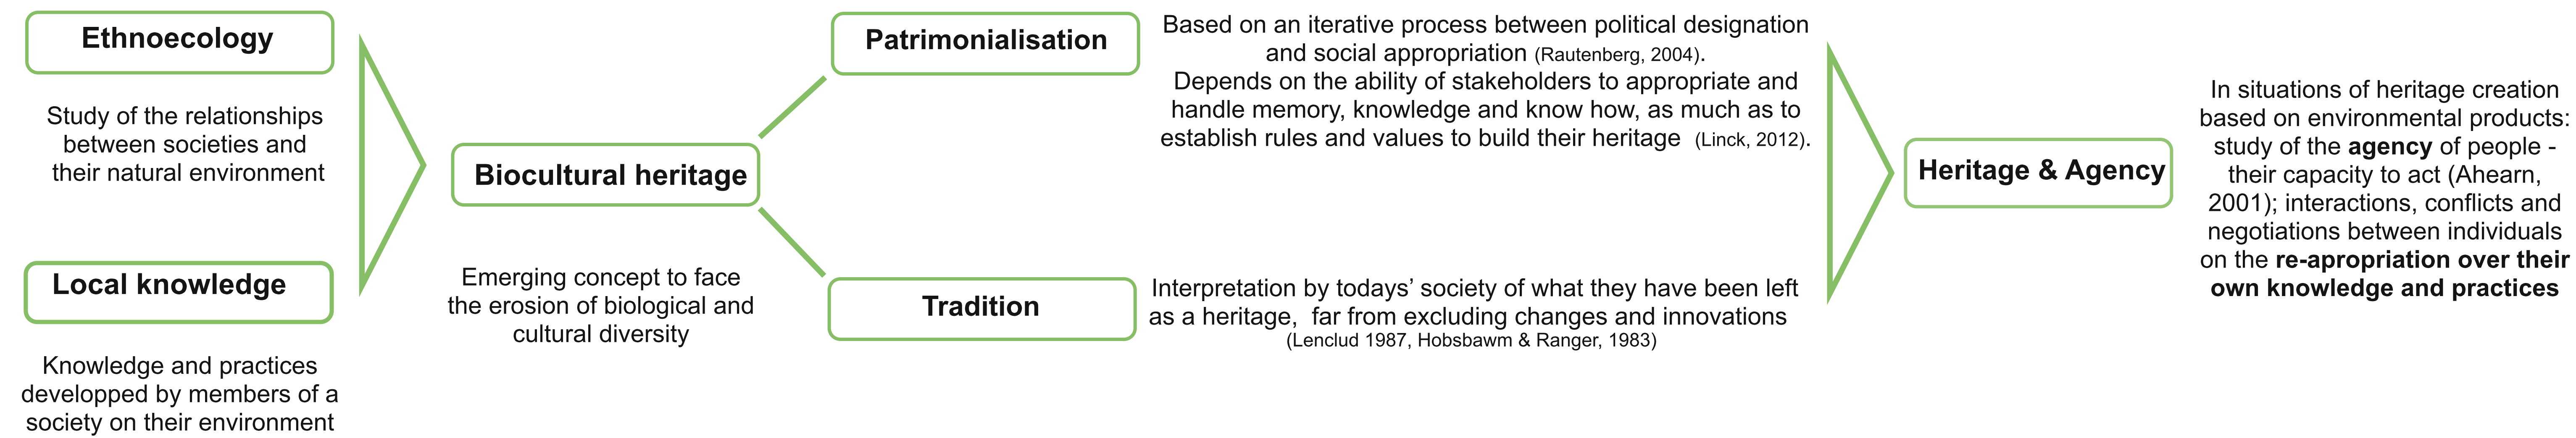 Ethnoecology
Study of the relationships
between societies and
their natural environment
Local knowledge
Knowledge and practices
developped by members of a
society on their environment
Biocultural heritage
Emerging concept to face
the erosion of biological and
cultural diversity
Patrimonialisation
Based on an iterative process between political designation
and social appropriation (Rautenberg, 2004).
Depends on the ability of stakeholders to appropriate and
handle memory, knowledge and know how, as much as to
establish rules and values to build their heritage (Linck, 2012).
Tradition
Interpretation by todays’ society of what they have been left
as a heritage, far from excluding changes and innovations
(Lenclud 1987, Hobsbawm & Ranger, 1983)
Heritage & Agency
In situations of heritage creation
based on environmental products:
study of the agency of people -
their capacity to act (Ahearn,
2001); interactions, conflicts and
negotiations between individuals
on the re-apropriation over their
own knowledge and practices